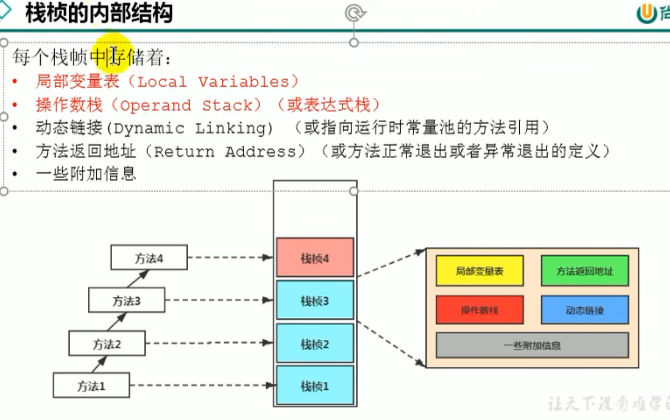 栈桢的内部结构
每个栈帧中存储着：
• 局部变量表（Local Variables）
• 操作数栈（Operand Stack）（或表达式栈）
• 动态链接(Dynamic Linking) （或指向运行时常量池的方法引用）
• 方法返回地址（Return Address）（或方法正常退出或者异常退出的定义）
• 一些附加信息
方法4
栈桢4
方法3
栈桢3
方法2
栈桢2
方法1
栈桢1
局部变量表
方法返回地址
操作数栈
动态链接
一些附加信息
让天下没有难学